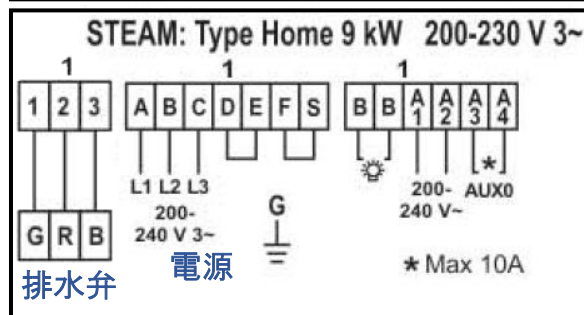 STEAM: Type Home 9 kW 200-230 V 3~
1 1 1
1 2 3 A B C D E F S B B A1 A2 A3 A4
L1 L2 L3 200- AUX0
200- G 240 V~
G R B 240 V 3~
排水弁 電源 * Max 10A
*